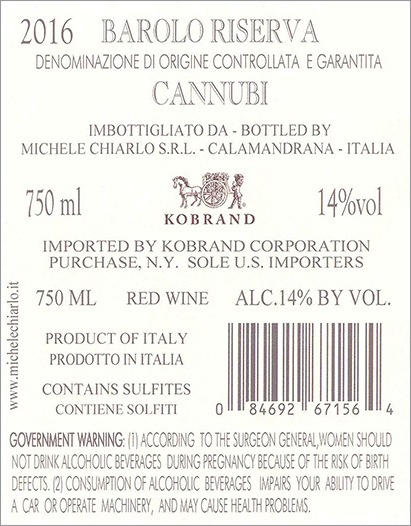 2016 BAROLO RISERVA
DENOMINAZIONE DI ORIGINE CONTROLLATA E GARANTITA
CANNUBI
IMBOTTIGLIATO DA - BOTTLED BY
MICHELE CHIARLO S.R.L. - CALAMANDRANA - ITALIA
750 ml
KOBRAND
14%vol
IMPORTED BY KOBRAND CORPORATION
PURCHASE, N.Y. SOLE U.S. IMPORTERS
750 ML RED WINE ALC.14% BY VOL.
www.michelechiarlo.it
PRODUCT OF ITALY
PRODOTTO IN ITALIA
CONTAINS SULFITES
CONTIENE SOLFITI
0 84692 67156 4
GOVERNMENT WARNING: (1) ACCORDING TO THE SURGEON GENERAL,WOMEN SHOULD
NOT DRINK ALCOHOLIC BEVERAGES DURING PREGNANCY BECAUSE OF THE RISK OF BIRTH
DEFECTS. (2) CONSUMPTION OF ALCOHOLIC BEVERAGES IMPAIRS YOUR ABILITY TO DRIVE
A CAR OR OPERATE MACHINERY, AND MAY CAUSE HEALTH PROBLEMS.